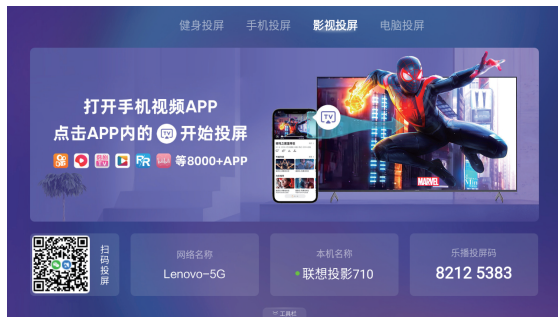 健身投屏 手机投屏 影视投屏 电脑投屏
打开手机视频APP
点击APP内的 TV 开始投屏
等8000+APP
TV
MARVEL
扫码投屏
网络名称
Lenovo-5G
本机名称
联想投影710
乐播投屏码
8212 5383
工具栏